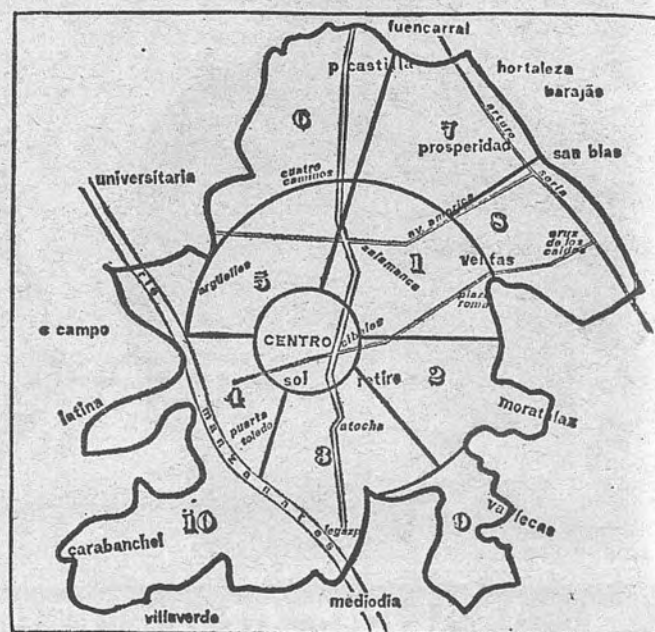 fuencarral
p castilla
hortaleza
barajas
6
7
arturo
soria
prosperidad
san blas
universitaria
cuatro
caminos
av. america
8
cruz
de los
caidos
ventas
1
salamanca
argüelles
5
rio
manzanares
plaza
roma
CENTRO
cibeles
e campo
sol
retiro
2
4
latina
puerta
toledo
atocha
moratalaz
3
10
9
vallecas
carabanchel
legazpi
mediodia
villaverde